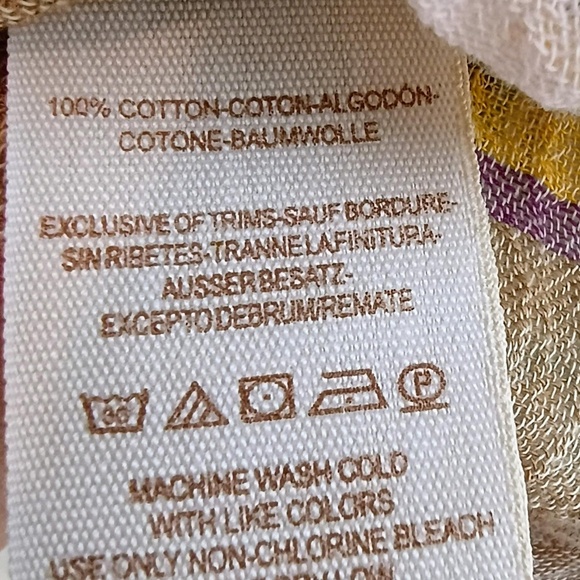 100% COTTON-COTON-ALGODÓN-
COTONE-BAUMWOLLE
EXCLUSIVE OF TRIMS-SAUF BORDURE-
SIN RIBETES-TRANNE LA FINITURA-
AUSSER BESATZ-
EXCEPTO DEBRUM/REMATE
30
P
MACHINE WASH COLD
WITH LIKE COLORS
USE ONLY NON-CHLORINE BLEACH